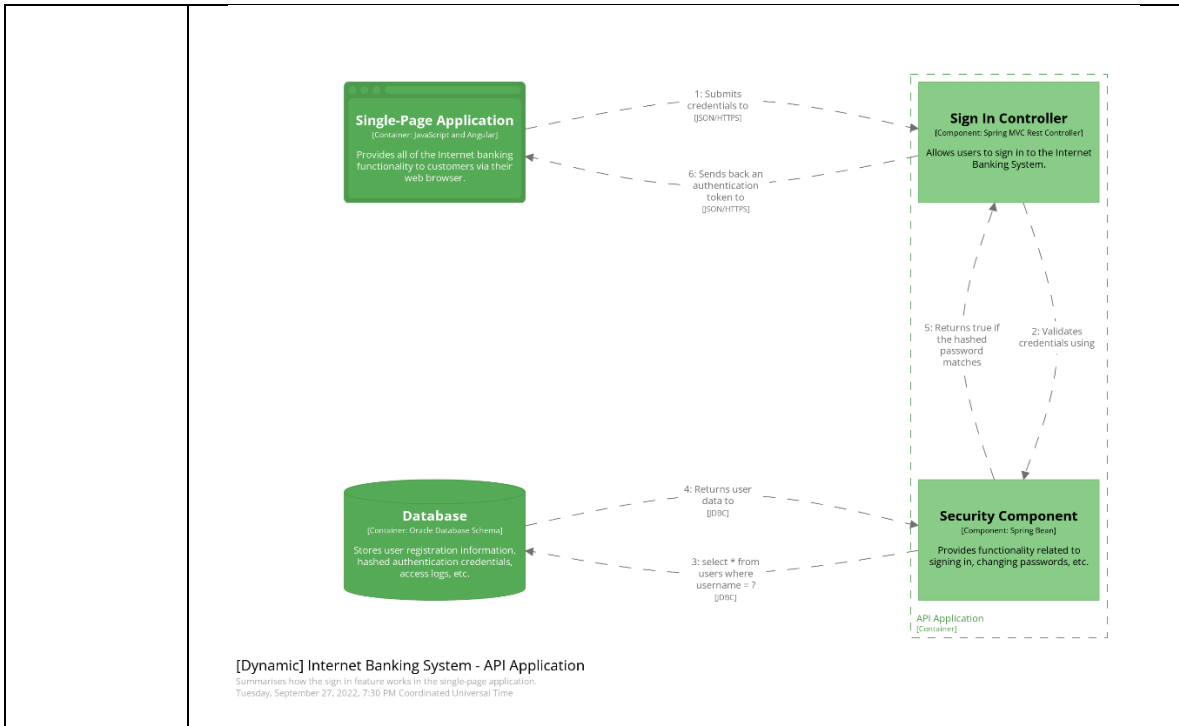 Single-Page Application
[Container: JavaScript and Angular]
Provides all of the Internet banking
functionality to customers via their
web browser.
1: Submits
credentials to
[JSON/HTTPS]
6: Sends back an
authentication
token to
[JSON/HTTPS]
Sign In Controller
[Component: Spring MVC Rest Controller]
Allows users to sign in to the Internet
Banking System.
5: Returns true if
the hashed
password
matches
2: Validates
credentials using
Database
[Container: Oracle Database Schema]
Stores user registration information,
hashed authentication credentials,
access logs, etc.
4: Returns user
data to
[JDBC]
3: select * from
users where
username = ?
[JDBC]
Security Component
[Component: Spring Bean]
Provides functionality related to
signing in, changing passwords, etc.
API Application
[Container]
[Dynamic] Internet Banking System - API Application
Summarises how the sign in feature works in the single-page application.
Tuesday, September 27, 2022, 7:30 PM Coordinated Universal Time